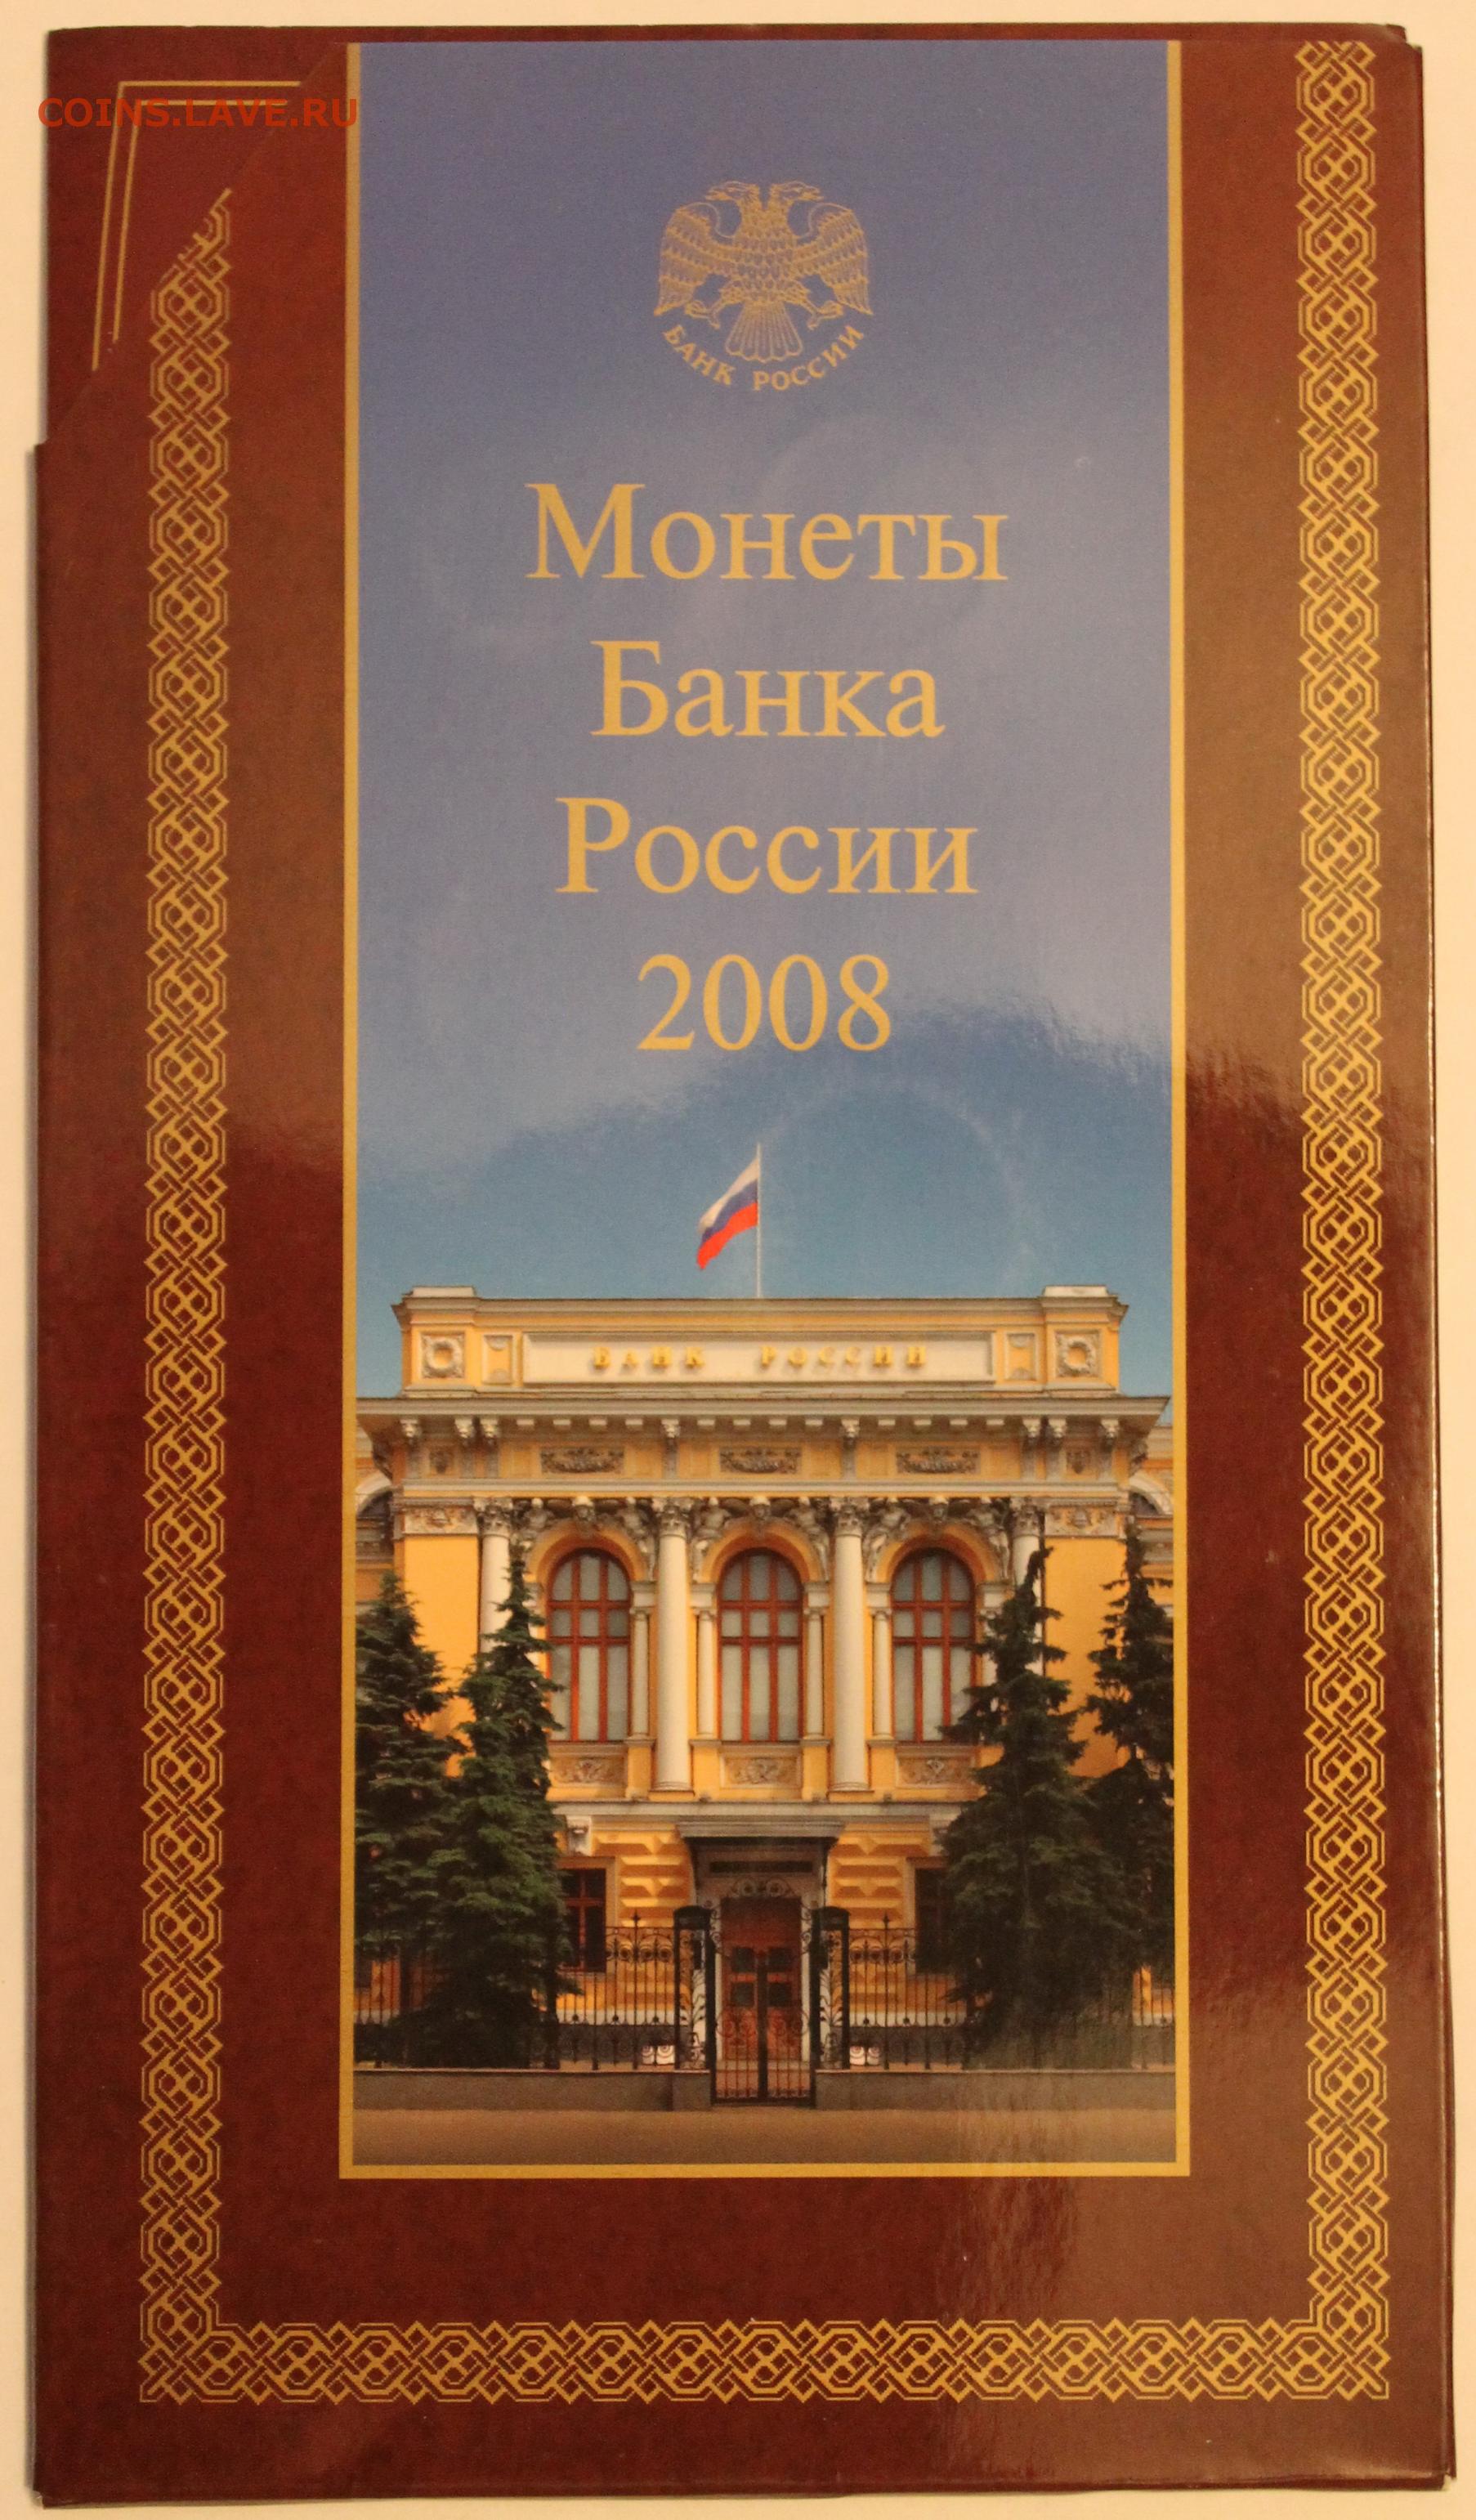 COINS.LAVE.RU
БАНК РОССИИ
Монеты
Банка
России
2008
БАНК РОССИИ